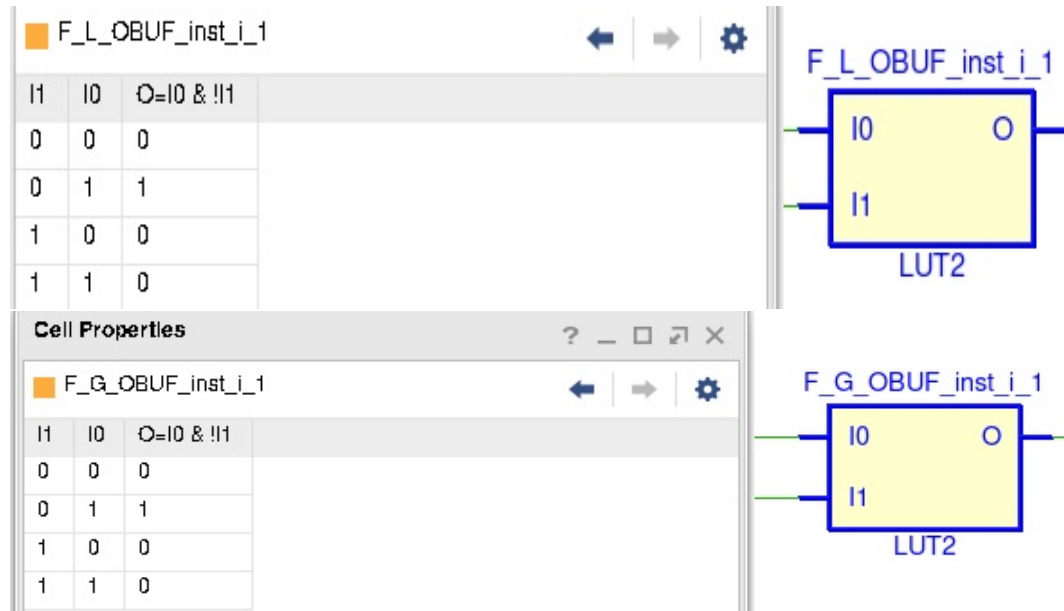 F_L_OBUF_inst_i_1
I1 I0 O=I0 & !I1
0 0 0
0 1 1
1 0 0
1 1 0
F_L_OBUF_inst_i_1
I0 O
I1
LUT2
Cell Properties
? _
F_G_OBUF_inst_i_1
I1 I0 O=I0 & !I1
0 0 0
0 1 1
1 0 0
1 1 0
F_G_OBUF_inst_i_1
I0 O
I1
LUT2